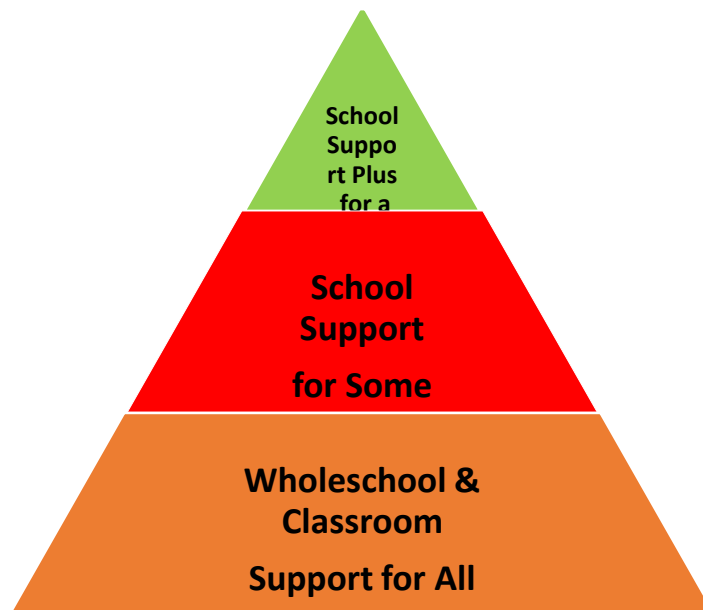 School
Suppo
rt Plus
for a
School
Support
for Some
Wholeschool &
Classroom
Support for All